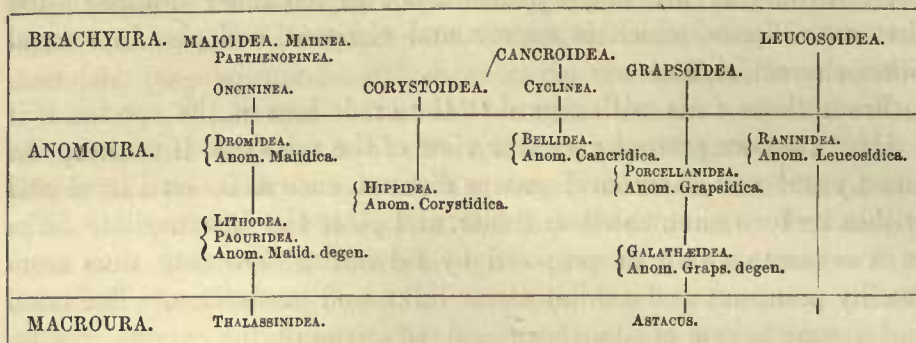 BRACHYURA. MAIOIDEA. MAIINEA. CANCROIDEA. LEUCOSOIDEA.
PARTHENOPINEA. GRAPSOIDEA.
ONCININEA. CORYSTOIDEA. CYCLINEA.
ANOMOURA. DROMIDEA. BELLIDEA. RANINIDEA.
Anom. Maiidica. Anom. Cancridica. Anom. Leucosidica.
PORCELLANIDEA.
HIPPIDEA. Anom. Grapsidica.
Anom. Corystidica.
LITHODEA.
PAGURIDEA. GALATHÆIDEA.
Anom. Maiid. degen. Anom. Graps. degen.
MACROURA. THALASSINIDEA. ASTACUS.